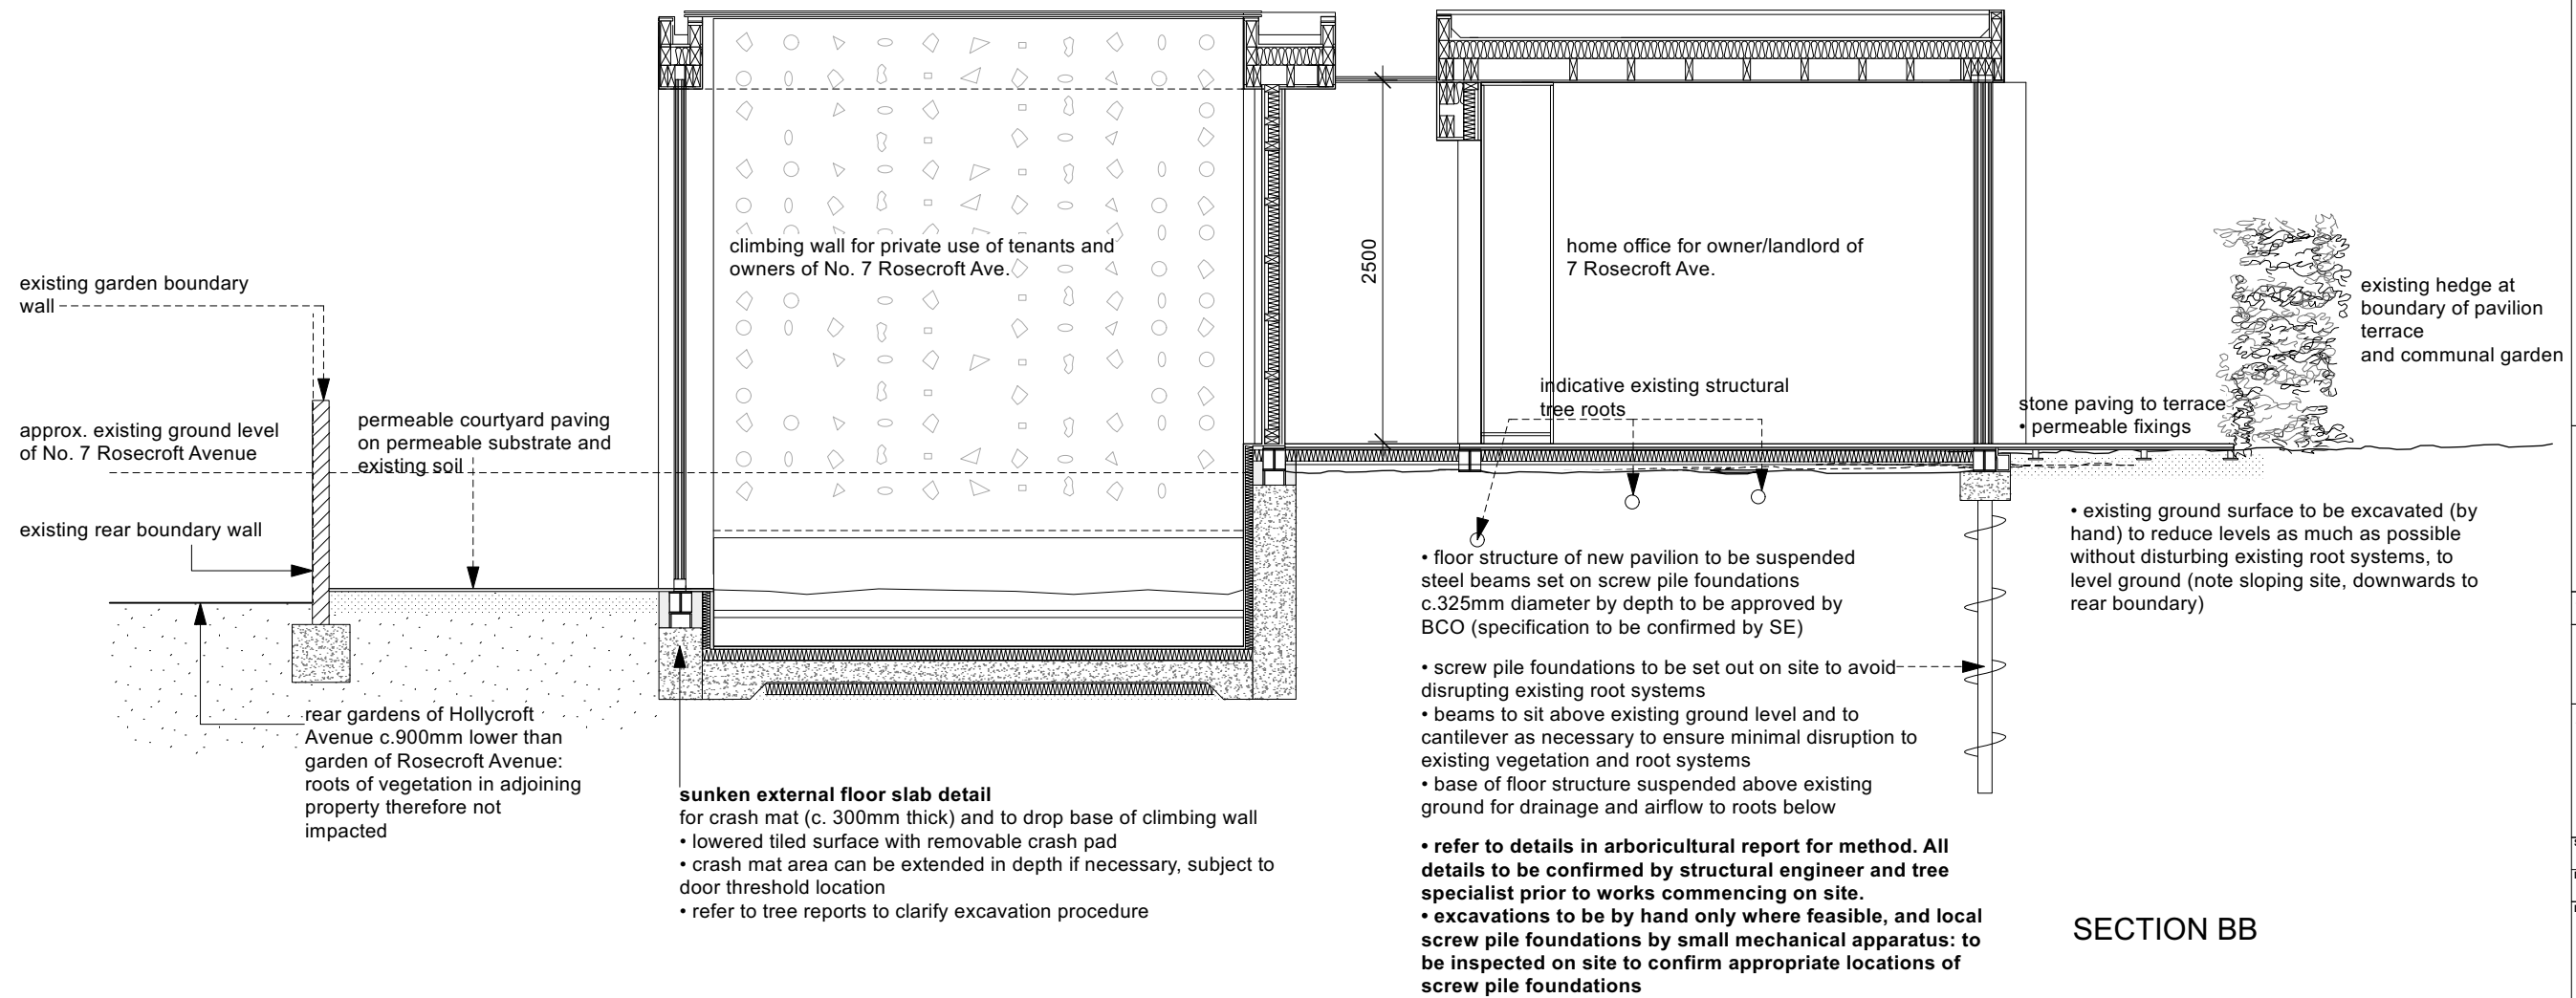 climbing wall for private use of tenants and
owners of No. 7 Rosecroft Ave.
2500
home office for owner/landlord of
7 Rosecroft Ave.
existing garden boundary
wall
existing hedge at
boundary of pavilion
terrace
and communal garden
indicative existing structural
tree roots
approx. existing ground level
of No. 7 Rosecroft Avenue
permeable courtyard paving
on permeable substrate and
existing soil
stone paving to terrace
• permeable fixings
existing rear boundary wall
• existing ground surface to be excavated (by
hand) to reduce levels as much as possible
without disturbing existing root systems, to
level ground (note sloping site, downwards to
rear boundary)
• floor structure of new pavilion to be suspended
steel beams set on screw pile foundations
c.325mm diameter by depth to be approved by
BCO (specification to be confirmed by SE)
• screw pile foundations to be set out on site to avoid
disrupting existing root systems
• beams to sit above existing ground level and to
cantilever as necessary to ensure minimal disruption to
existing vegetation and root systems
• base of floor structure suspended above existing
ground for drainage and airflow to roots below
• refer to details in arboricultural report for method. All
details to be confirmed by structural engineer and tree
specialist prior to works commencing on site.
• excavations to be by hand only where feasible, and local
screw pile foundations by small mechanical apparatus: to
be inspected on site to confirm appropriate locations of
screw pile foundations
rear gardens of Hollycroft
Avenue c.900mm lower than
garden of Rosecroft Avenue:
roots of vegetation in adjoining
property therefore not
impacted
sunken external floor slab detail
for crash mat (c. 300mm thick) and to drop base of climbing wall
• lowered tiled surface with removable crash pad
• crash mat area can be extended in depth if necessary, subject to
door threshold location
• refer to tree reports to clarify excavation procedure
SECTION BB